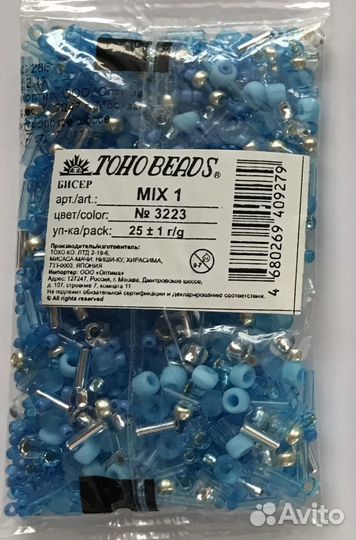 TOHO BEADS®
БИСЕР
арт/art.: MIX 1
цвет/color: № 3223
уп-ка/pack: 25 ± 1 г/g
Производитель/изготовитель:
ТОХО КО. ЛТД 2-19-6,
МИСАСА-МАЧИ, НИШИ-КУ, ХИРАСИМА,
733-0003, ЯПОНИЯ
Импортер: ООО «Оптима»
Адрес: 127247, Россия, г. Москва, Дмитровское шоссе,
д. 107, строение 7, комната 11
Не подлежит обязательной сертификации и декларированию соответствия.
© All rights reserved
4 680269 409279
Avito